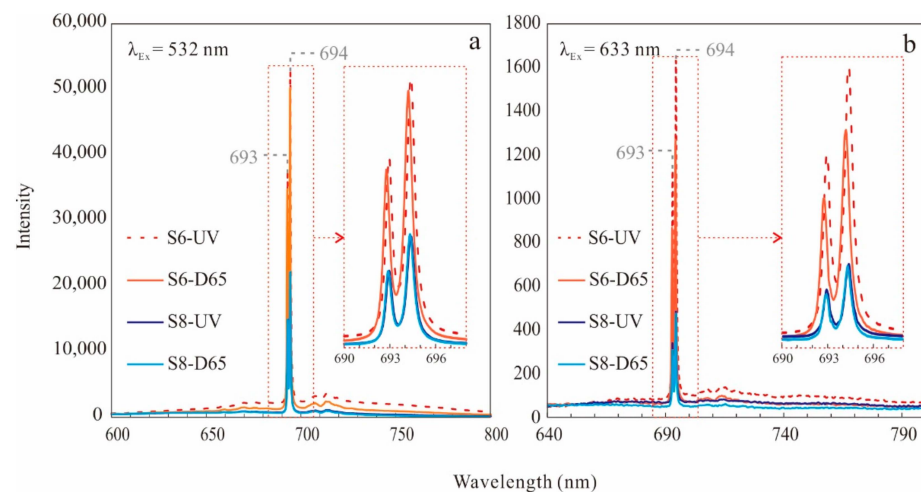 60,000
50,000
40,000
30,000
20,000
10,000
0
Intensity
λEx = 532 nm
a
694
693
S6-UV
S6-D65
S8-UV
S8-D65
690 693 696
600 650 700 750 800
1800
1600
1400
1200
1000
800
600
400
200
0
λEx = 633 nm
b
694
693
S6-UV
S6-D65
S8-UV
S8-D65
690 693 696
640 690 740 790
Wavelength (nm)